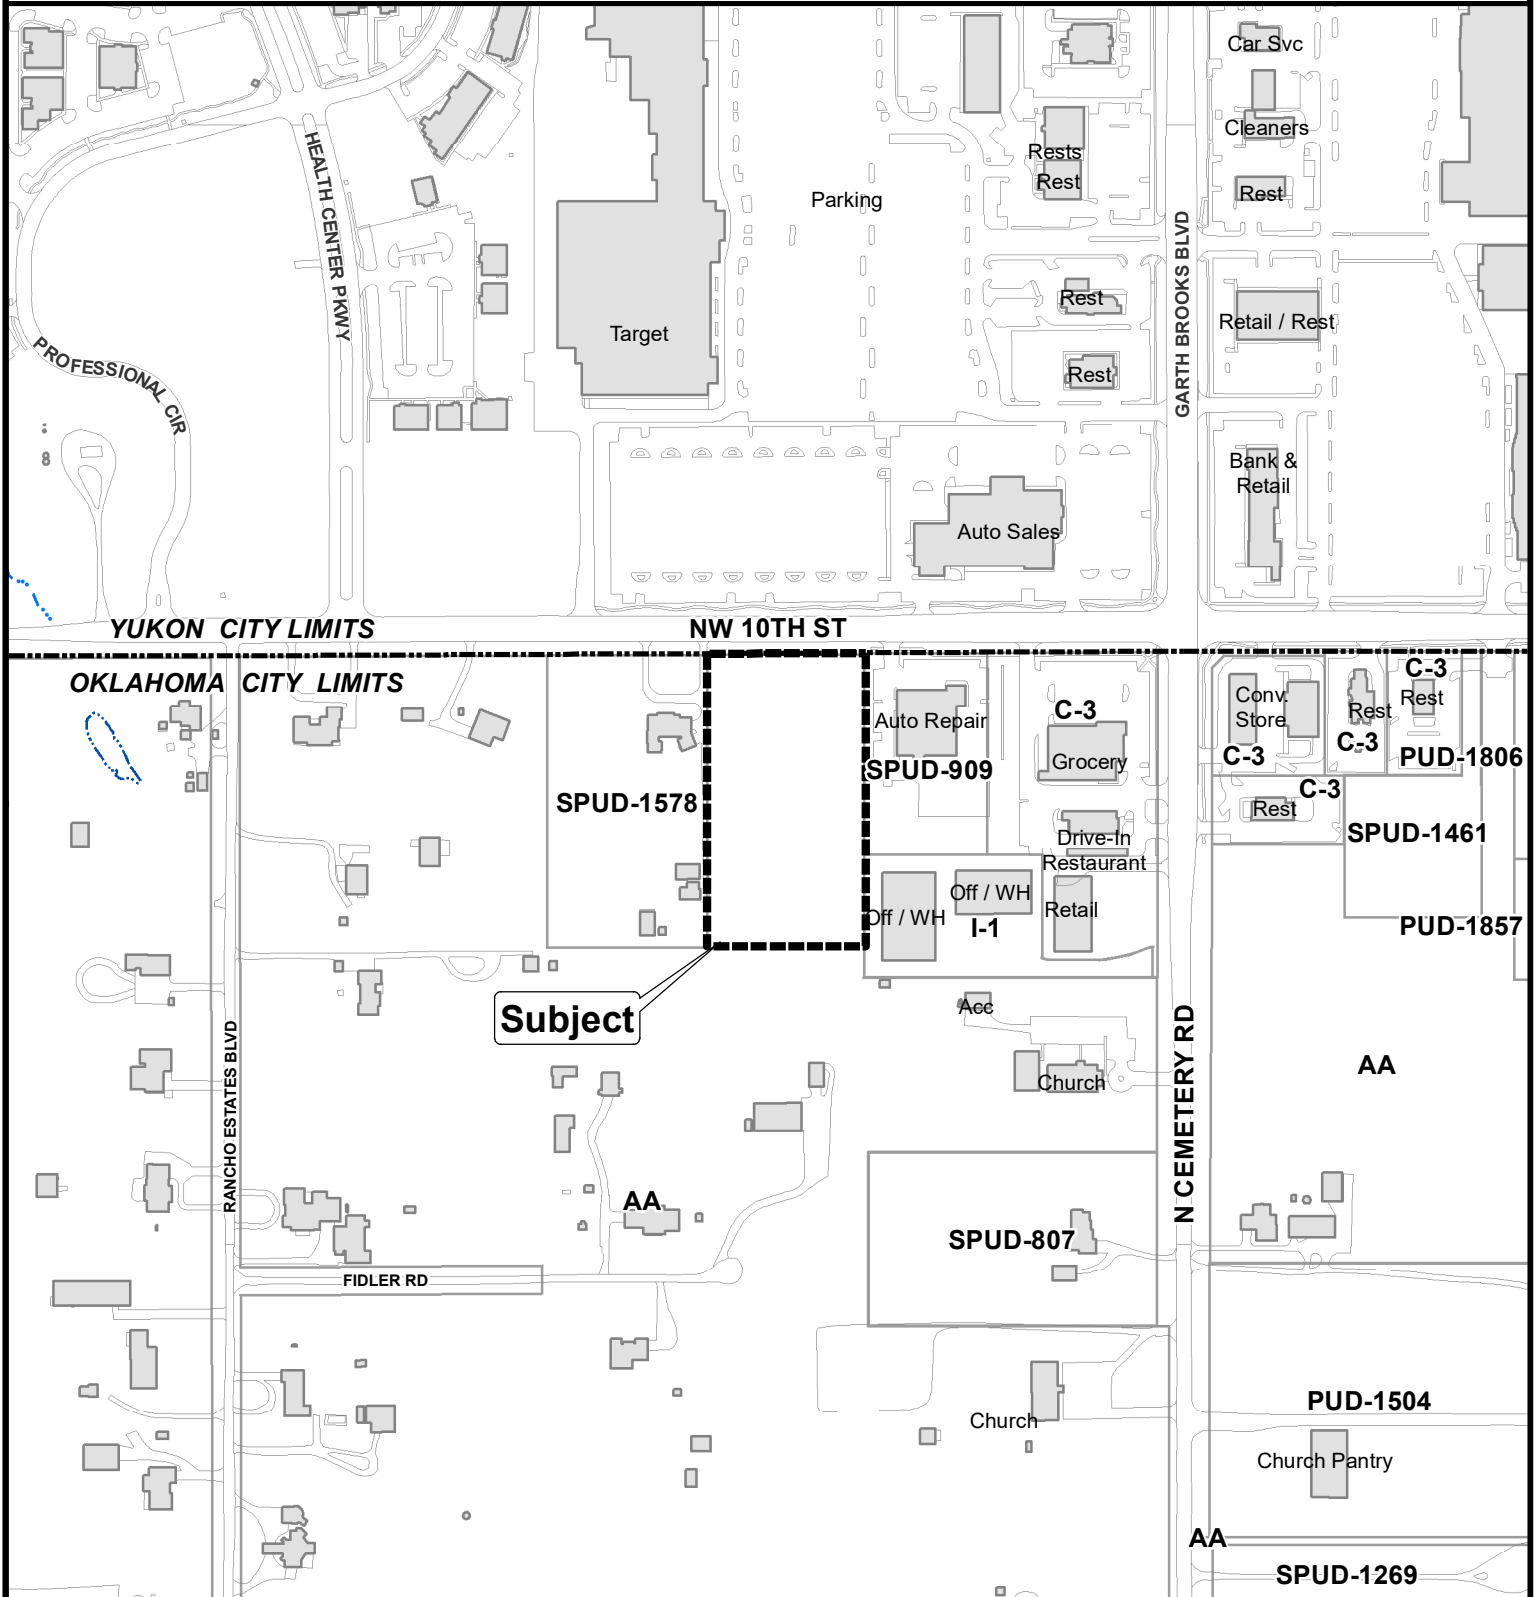 Car Svc
Cleaners
Rests
Rest
Rest
Parking
HEALTH CENTER PKWY
GARTH BROOKS BLVD
Rest
Retail / Rest
Target
PROFESSIONAL CIR
Rest
Bank &
Retail
Auto Sales
YUKON CITY LIMITS
NW 10TH ST
OKLAHOMA CITY LIMITS
C-3
Conv.
Store
Rest
Rest
C-3
Auto Repair
C-3
C-3
PUD-1806
Grocery
SPUD-909
C-3
SPUD-1578
Rest
SPUD-1461
Drive-In
Restaurant
Off / WH
Off / WH
I-1
Retail
PUD-1857
Subject
Acc
N CEMETERY RD
RANCHO ESTATES BLVD
AA
Church
AA
SPUD-807
FIDLER RD
PUD-1504
Church
Church Pantry
AA
SPUD-1269